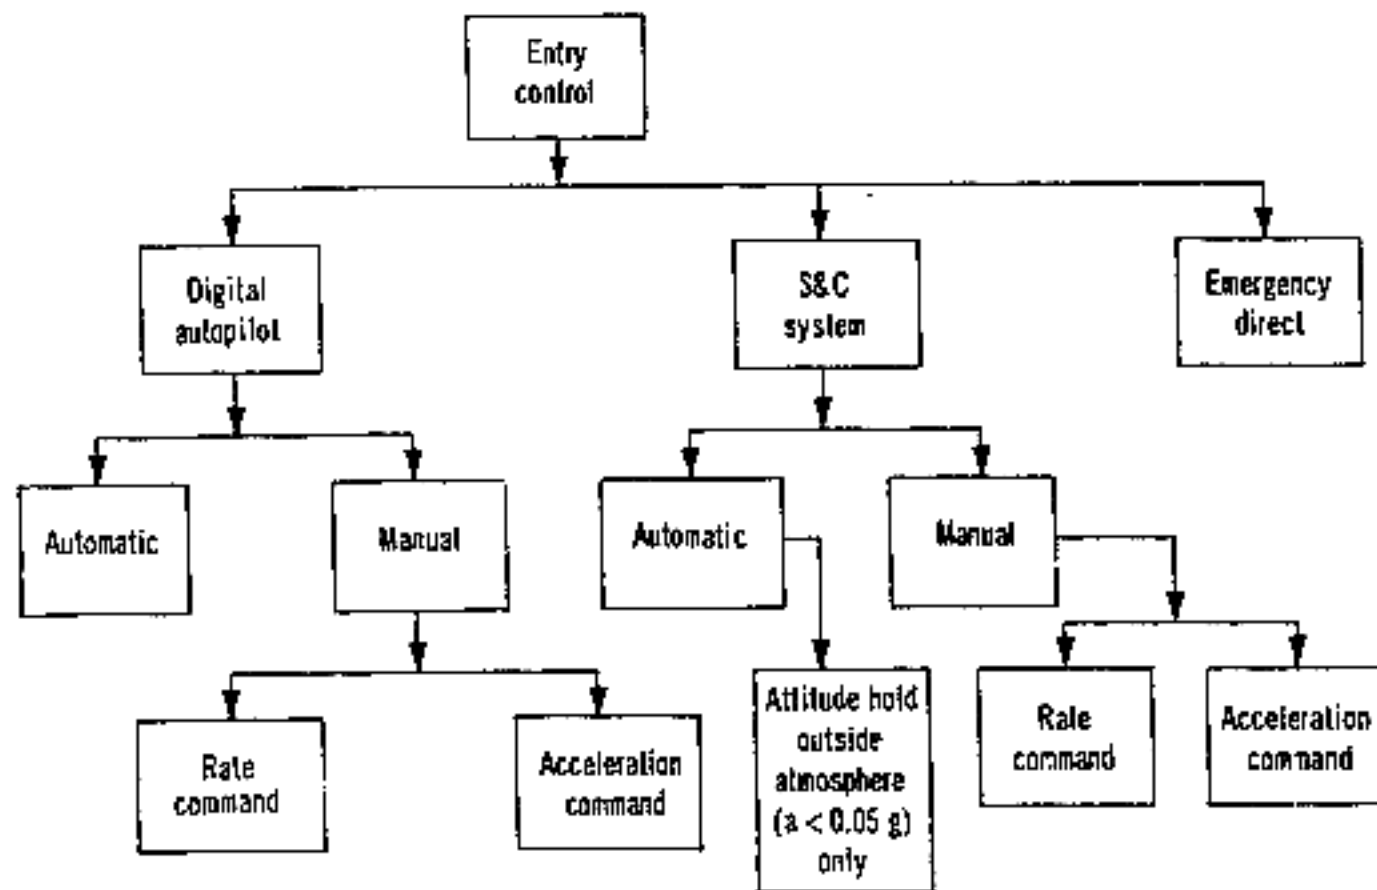 Entry
control
Digital
autopilot
S&C
system
Emergency
direct
Automatic
Manual
Automatic
Manual
Rate
command
Acceleration
command
Attitude hold
outside
atmosphere
(a < 0.05 g)
only
Rate
command
Acceleration
command